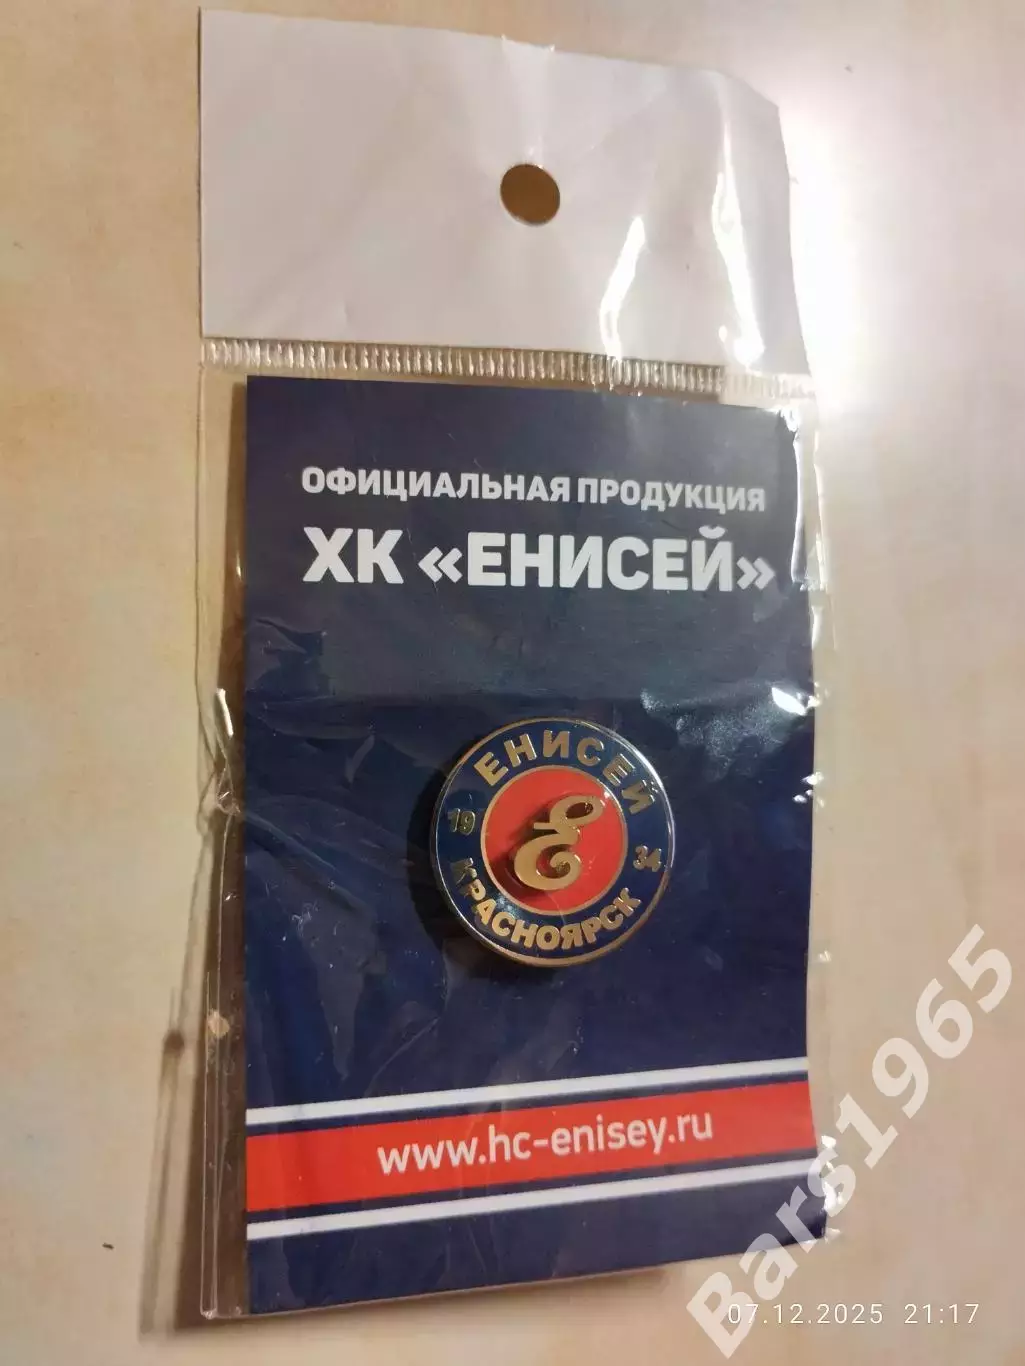 ОФИЦИАЛЬНАЯ ПРОДУКЦИЯ
ХК «ЕНИСЕЙ»
ЕНИСЕЙ
19 34
Е
КРАСНОЯРСК
www.hc-enisey.ru
Bars1965
07.12.2025 21:17